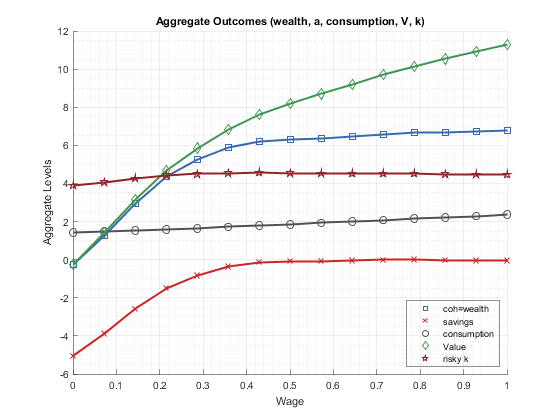 Aggregate Outcomes (wealth, a, consumption, V, k)
12
10
8
6
4
2
0
-2
-4
-6
Aggregate Levels
0 0.1 0.2 0.3 0.4 0.5 0.6 0.7 0.8 0.9 1
Wage
coh=wealth
savings
consumption
Value
risky k